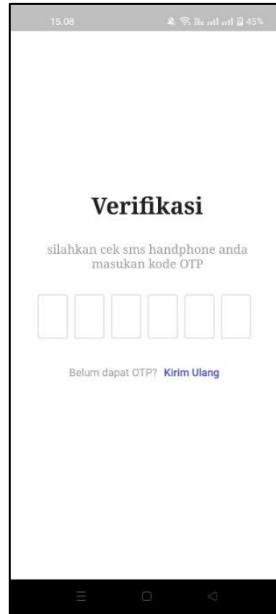 15.08 45%
Verifikasi
silahkan cek sms handphone anda
masukan kode OTP
Belum dapat OTP? Kirim Ulang